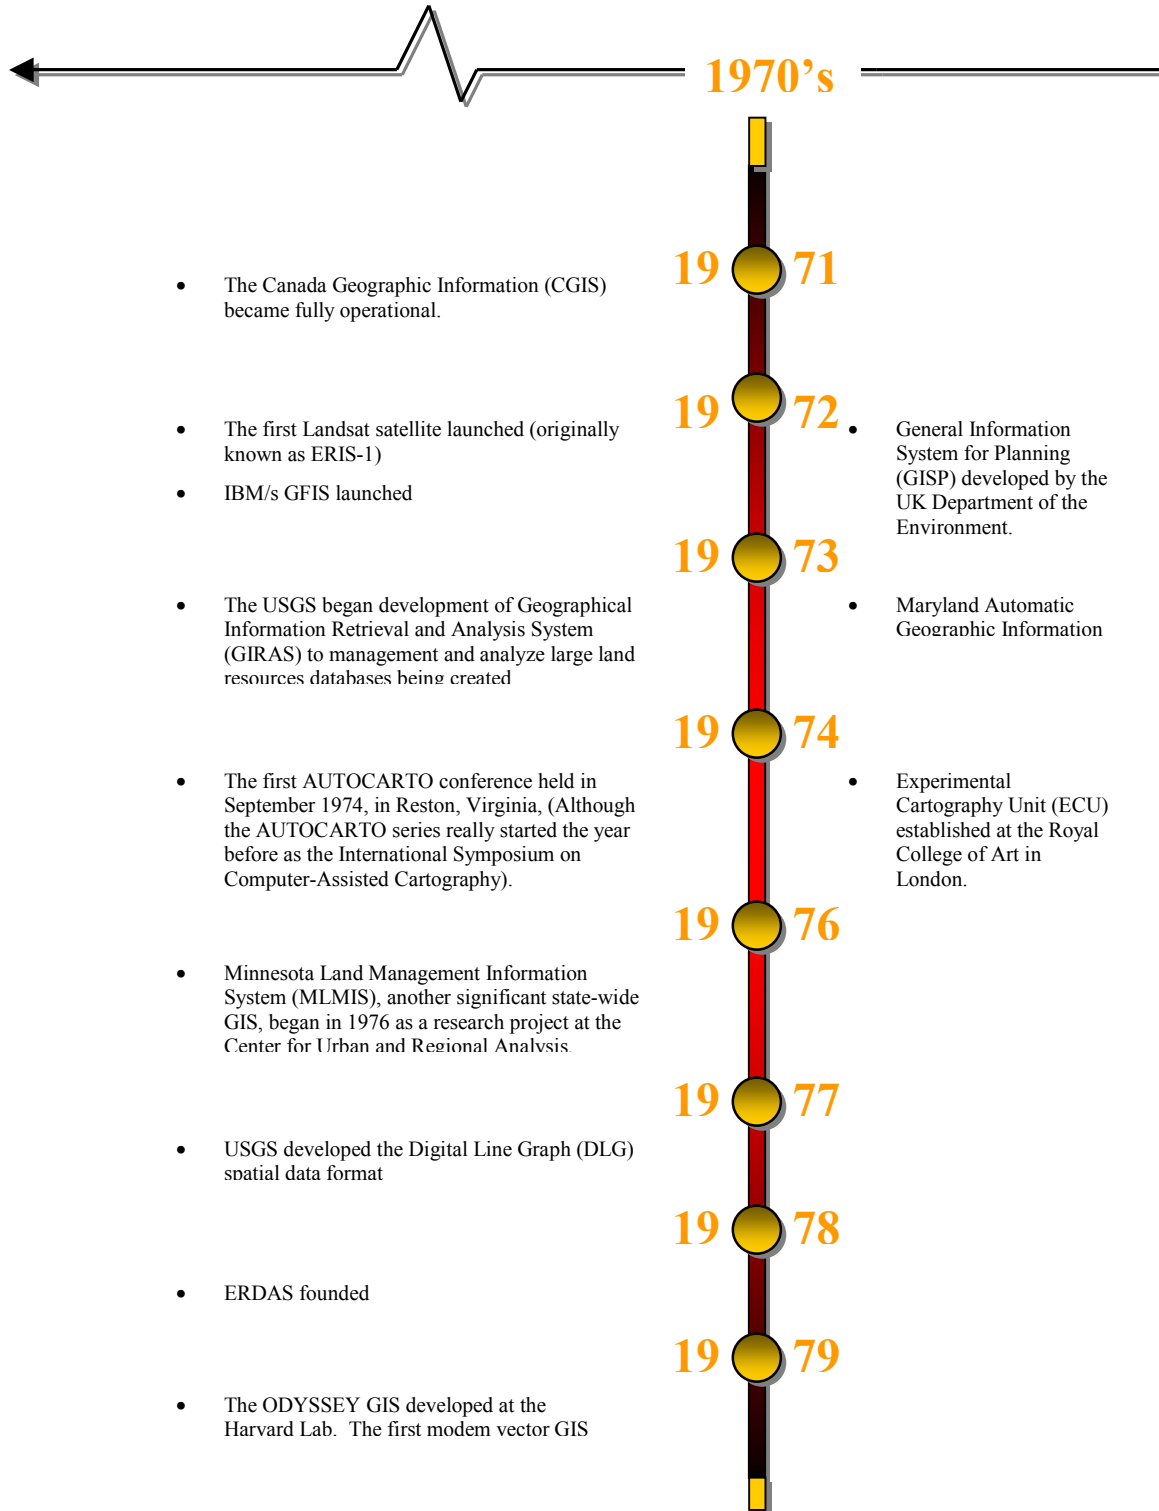 1970's
19 71
• The Canada Geographic Information (CGIS)
became fully operational.
19 72
• The first Landsat satellite launched (originally
known as ERIS-1)
• IBM/s GFIS launched
• General Information
System for Planning
(GISP) developed by the
UK Department of the
Environment.
19 73
• The USGS began development of Geographical
Information Retrieval and Analysis System
(GIRAS) to management and analyze large land
resources databases being created
• Maryland Automatic
Geographic Information
19 74
• The first AUTOCARTO conference held in
September 1974, in Reston, Virginia, (Although
the AUTOCARTO series really started the year
before as the International Symposium on
Computer-Assisted Cartography).
• Experimental
Cartography Unit (ECU)
established at the Royal
College of Art in
London.
19 76
• Minnesota Land Management Information
System (MLMIS), another significant state-wide
GIS, began in 1976 as a research project at the
Center for Urban and Regional Analysis.
19 77
• USGS developed the Digital Line Graph (DLG)
spatial data format
19 78
• ERDAS founded
19 79
• The ODYSSEY GIS developed at the
Harvard Lab.  The first modem vector GIS